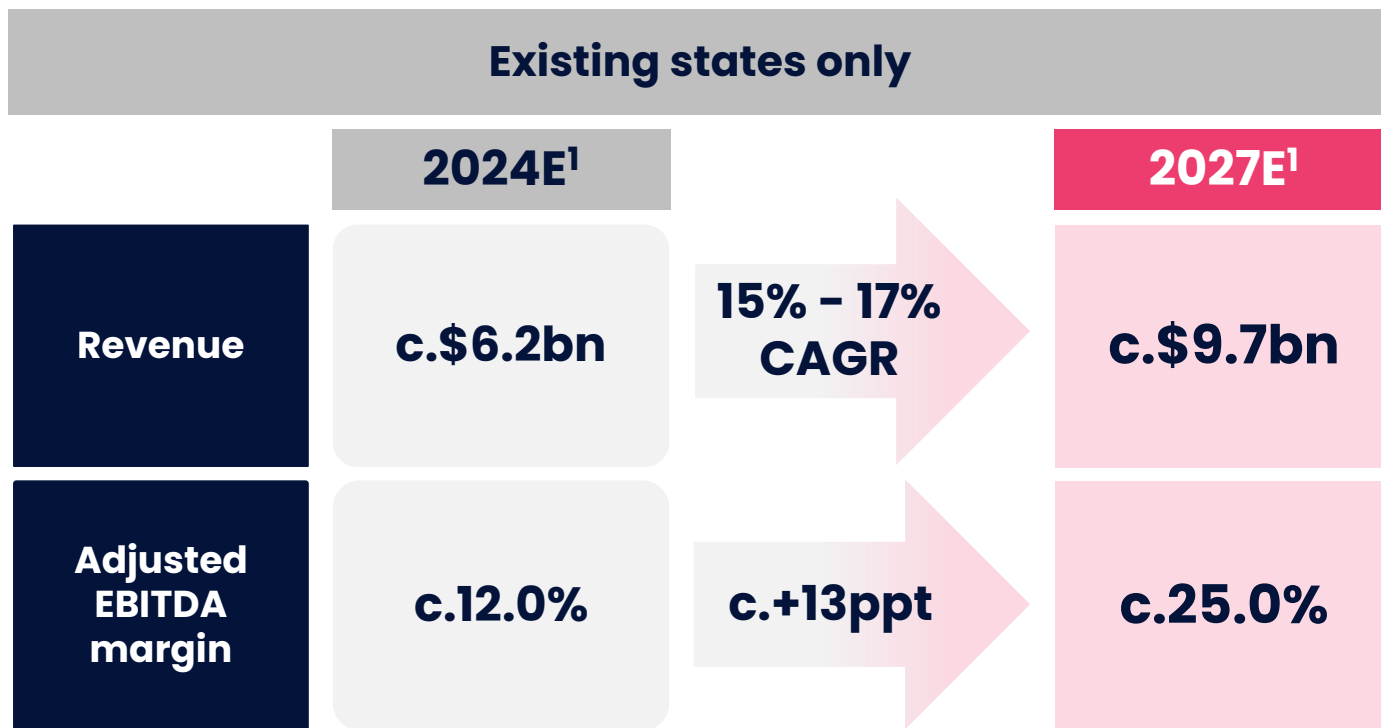 Existing states only
2024E¹
2027E¹
Revenue
c.$6.2bn
15% - 17%
CAGR
c.$9.7bn
Adjusted
EBITDA
margin
c.12.0%
c.+13ppt
c.25.0%